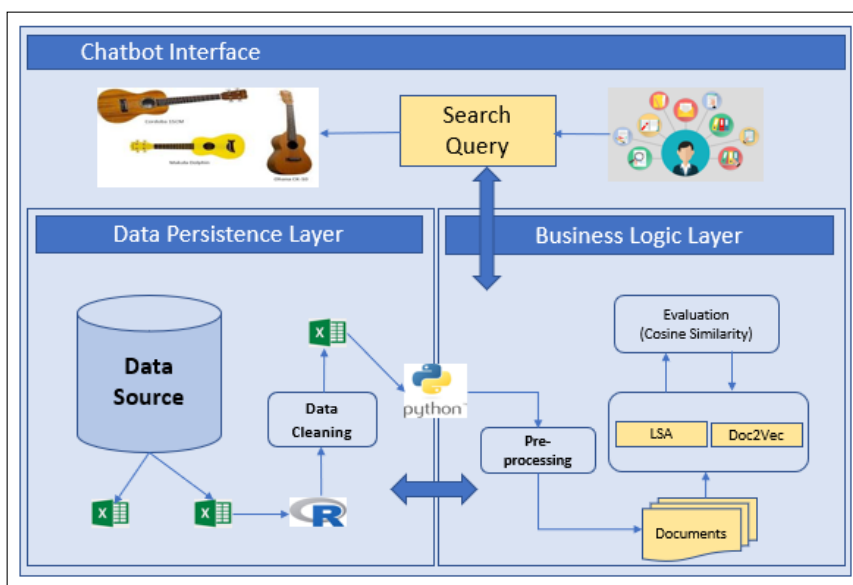 Chatbot Interface
Search
Query
Data Persistence Layer
Business Logic Layer
Data
Source
Data
Cleaning
python
Pre-
processing
Evaluation
(Cosine Similarity)
LSA
Doc2Vec
Documents
X
X
X
R